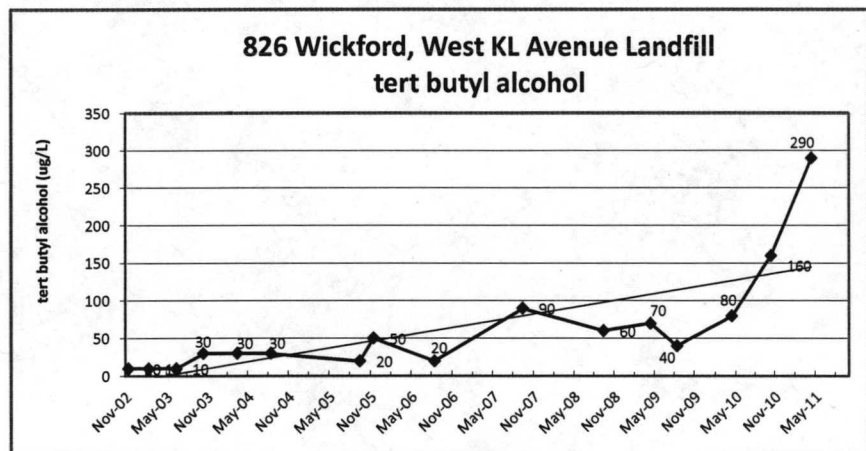 826 Wickford, West KL Avenue Landfill
tert butyl alcohol
tert butyl alcohol (ug/L)
350
300
250
200
150
100
50
0
10
30
30
30
20
50
20
90
60
70
40
80
160
290
Nov-02
May-03
Nov-03
May-04
Nov-04
May-05
Nov-05
May-06
Nov-06
May-07
Nov-07
May-08
Nov-08
May-09
Nov-09
May-10
Nov-10
May-11